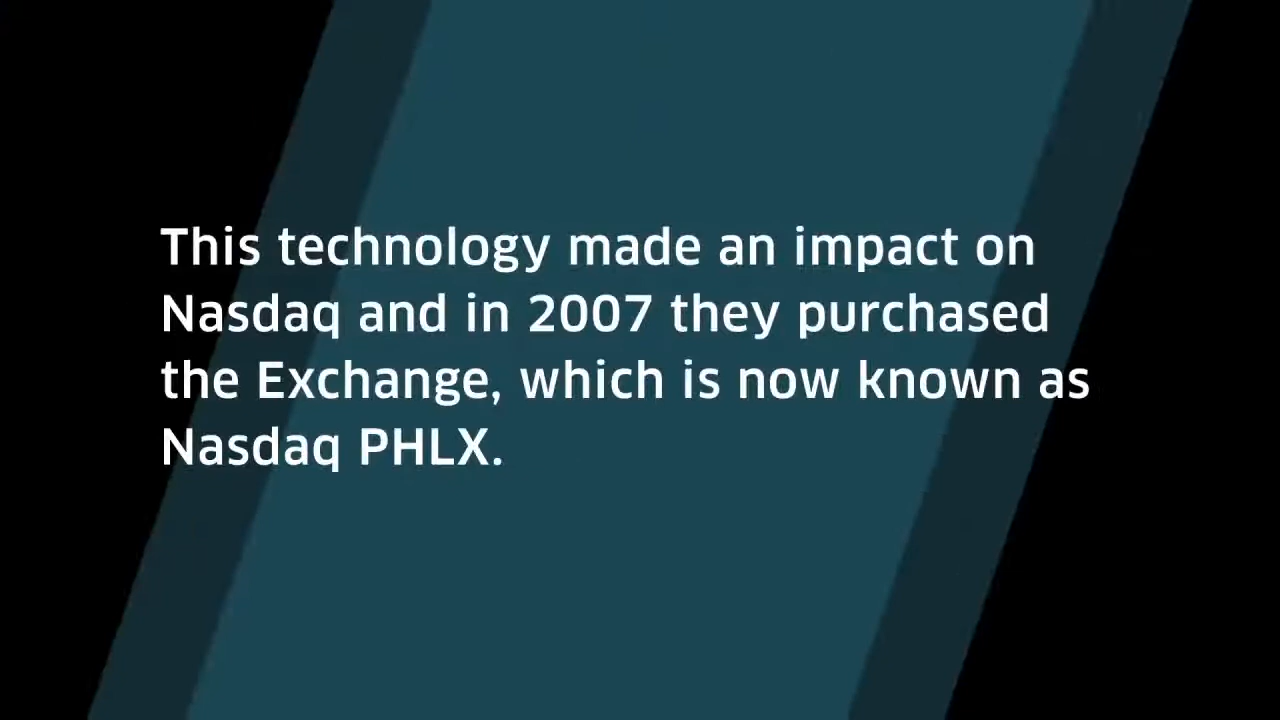 This technology made an impact on
Nasdaq and in 2007 they purchased
the Exchange, which is now known as
Nasdaq PHLX.